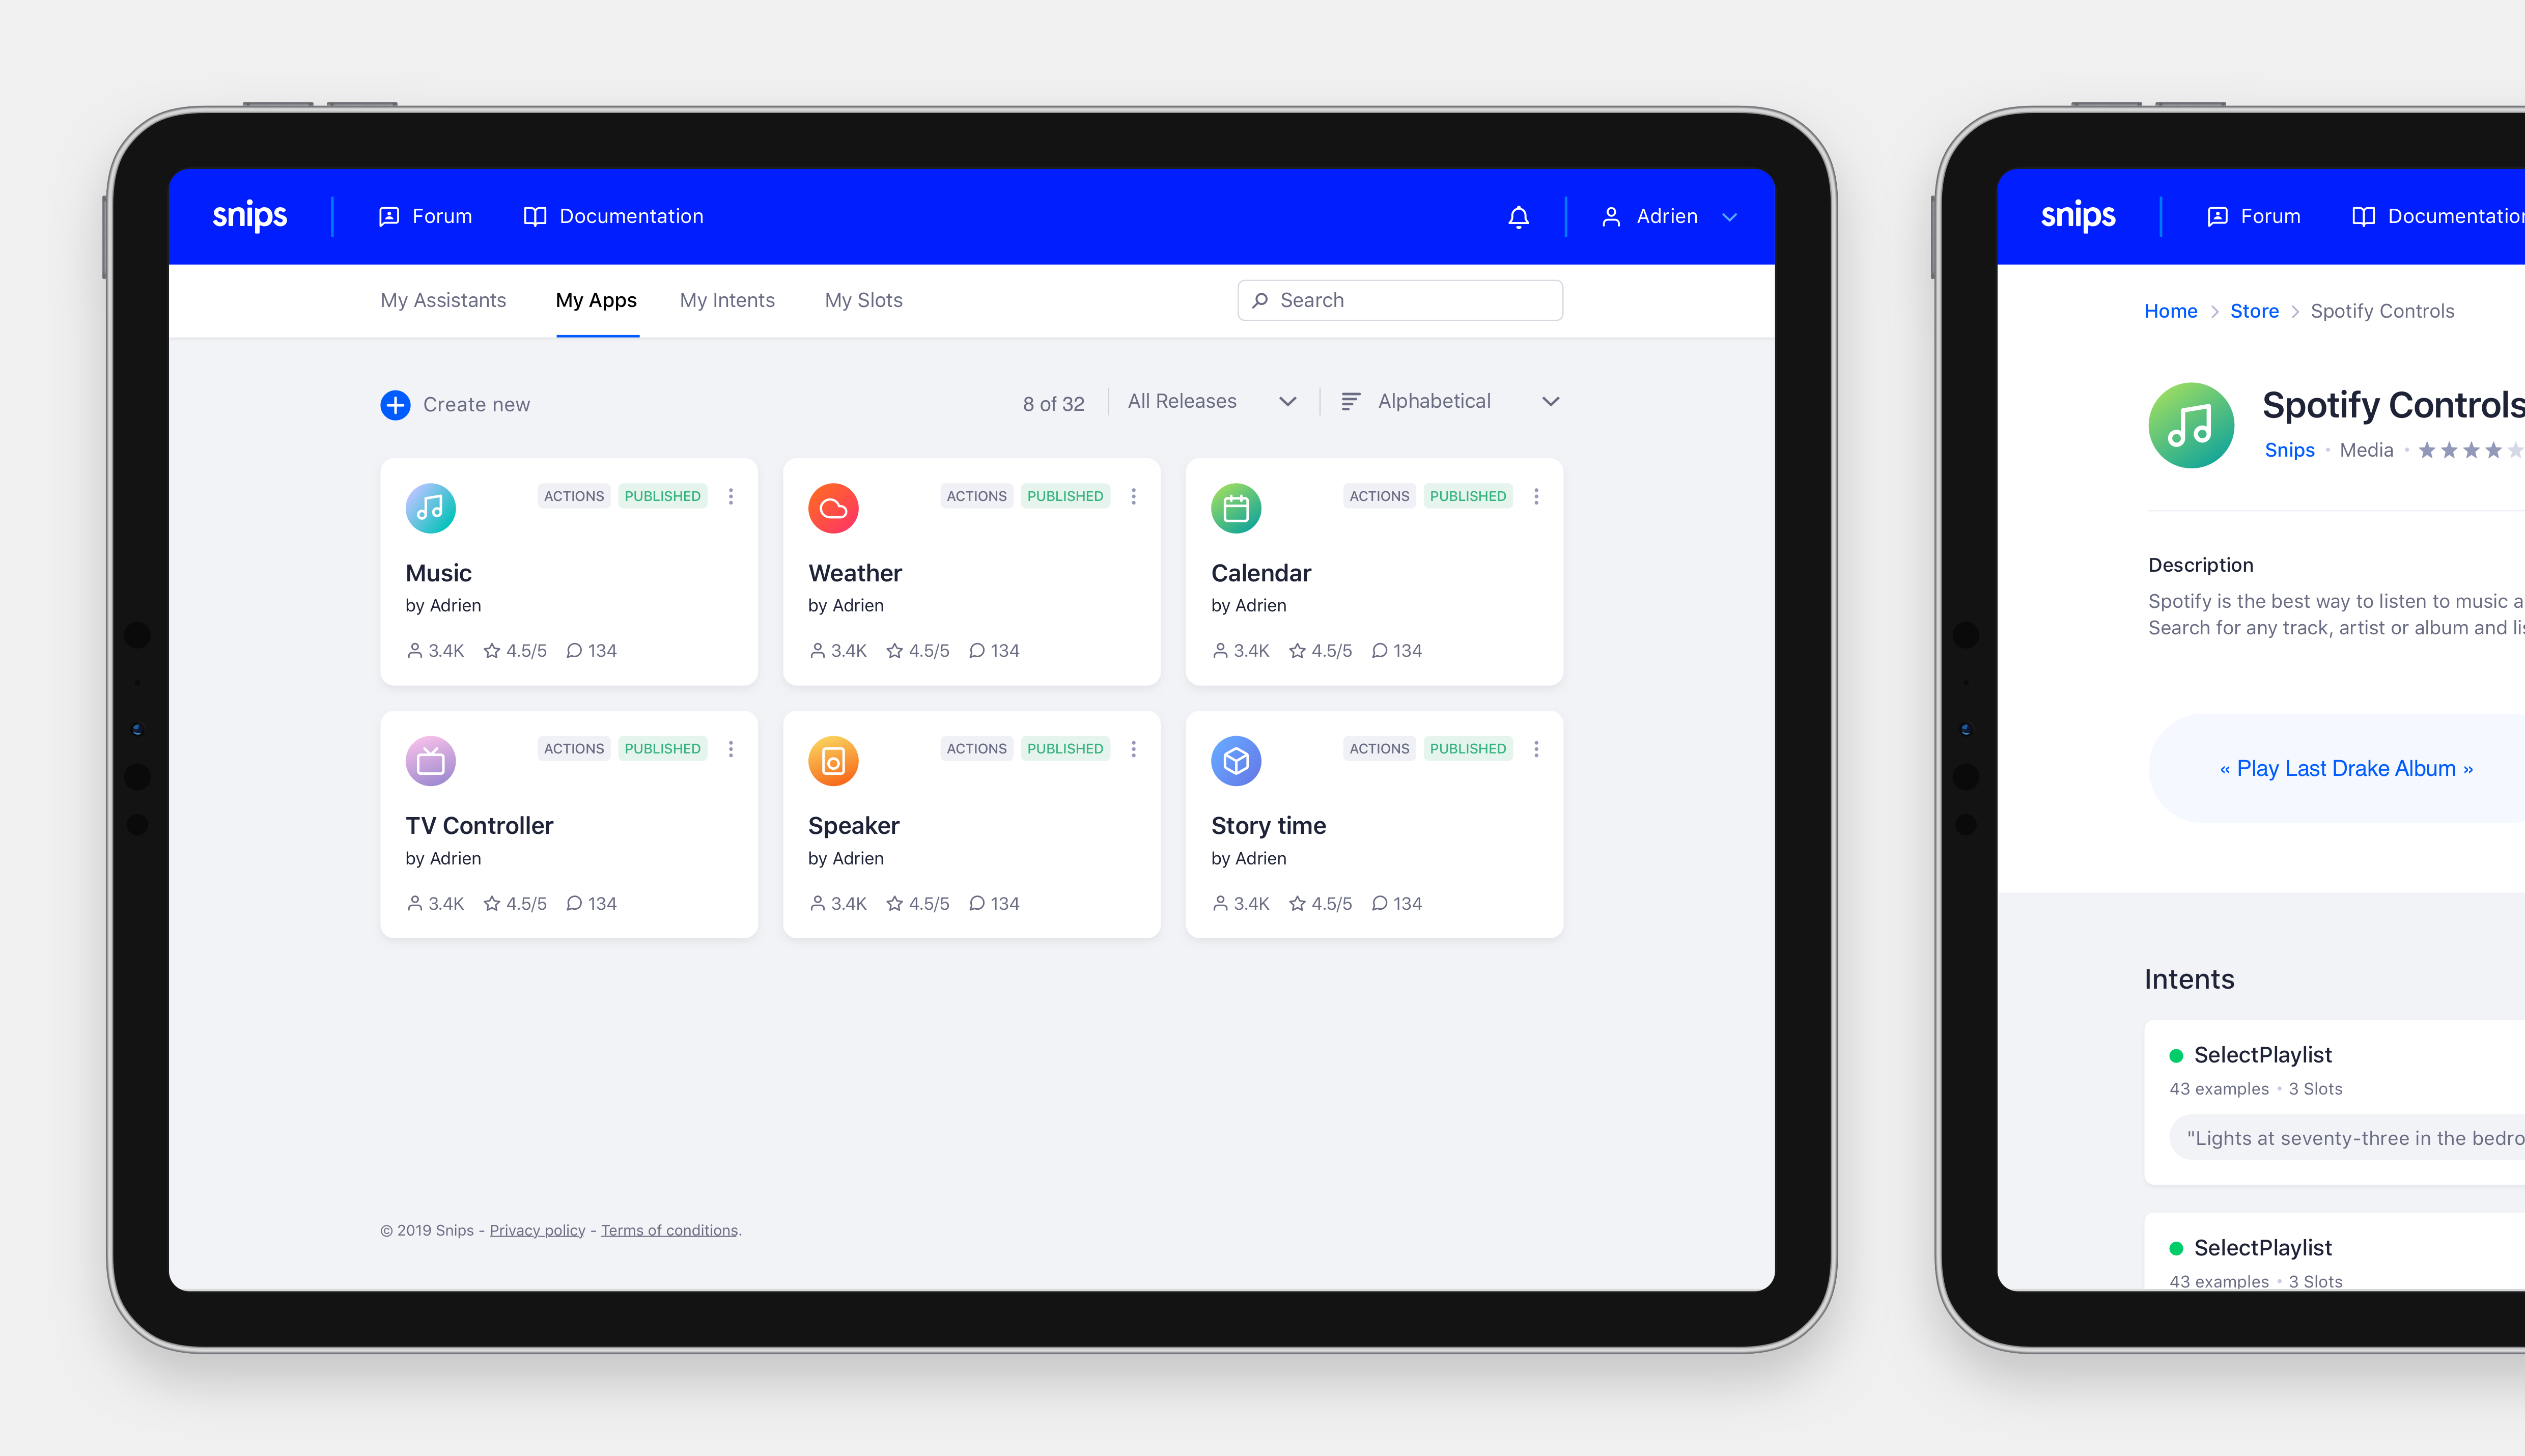 snips
Forum
Documentation
Adrien
My Assistants
My Apps
My Intents
My Slots
Search
Create new
8 of 32
All Releases
Alphabetical
ACTIONS PUBLISHED
Music
by Adrien
3.4K 4.5/5 134
ACTIONS PUBLISHED
Weather
by Adrien
3.4K 4.5/5 134
ACTIONS PUBLISHED
Calendar
by Adrien
3.4K 4.5/5 134
ACTIONS PUBLISHED
TV Controller
by Adrien
3.4K 4.5/5 134
ACTIONS PUBLISHED
Speaker
by Adrien
3.4K 4.5/5 134
ACTIONS PUBLISHED
Story time
by Adrien
3.4K 4.5/5 134
© 2019 Snips - Privacy policy - Terms of conditions.
snips
Forum
Documentation
Home > Store > Spotify Controls
Spotify Controls
Snips • Media •
Description
Spotify is the best way to listen to music a
Search for any track, artist or album and lis
« Play Last Drake Album »
Intents
SelectPlaylist
43 examples • 3 Slots
"Lights at seventy-three in the bedro
SelectPlaylist
43 examples • 3 Slots